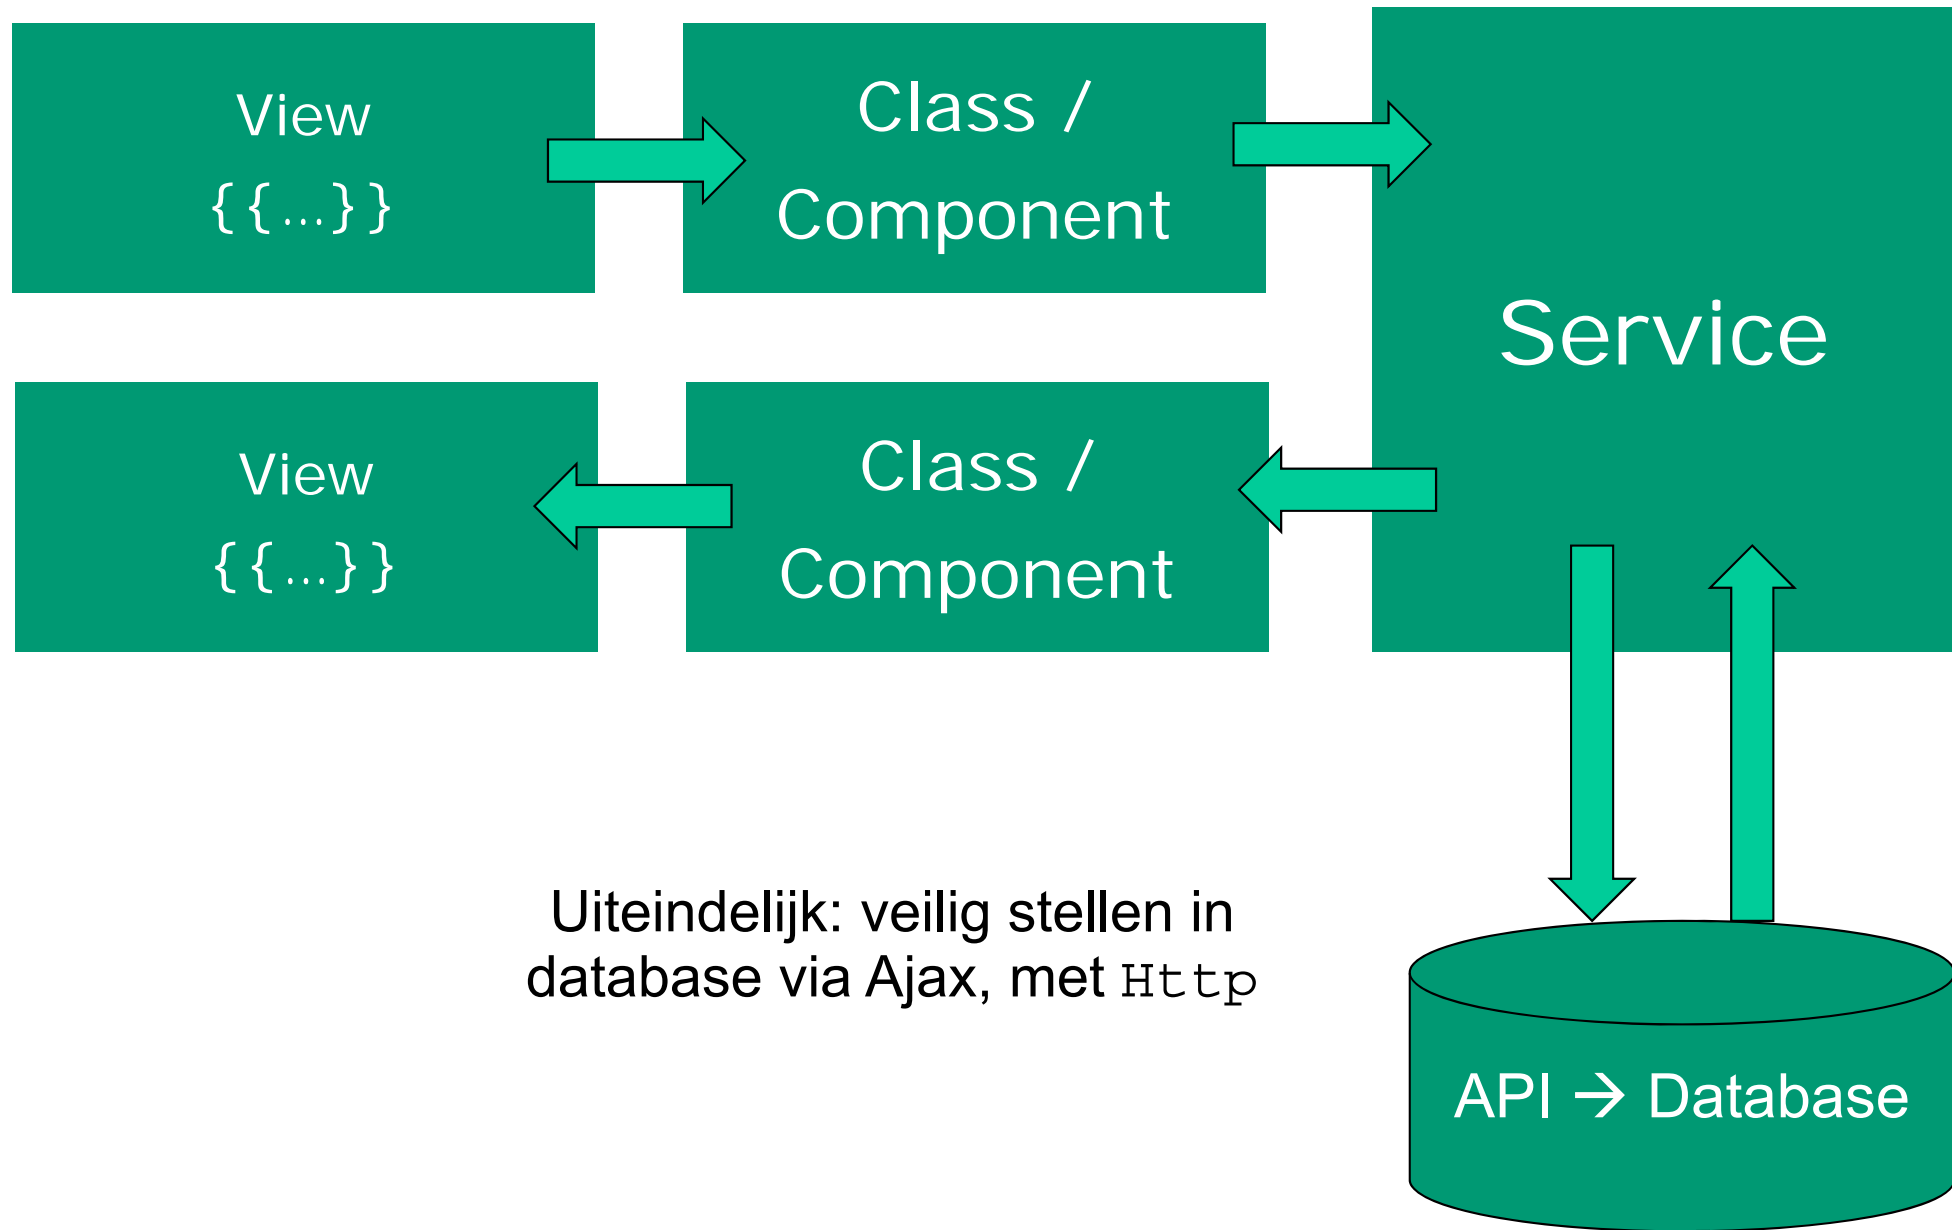 View
{{…}}
Class /
Component
Service
View
{{…}}
Class /
Component
Uiteindelijk: veilig stellen in
database via Ajax, met Http
API → Database